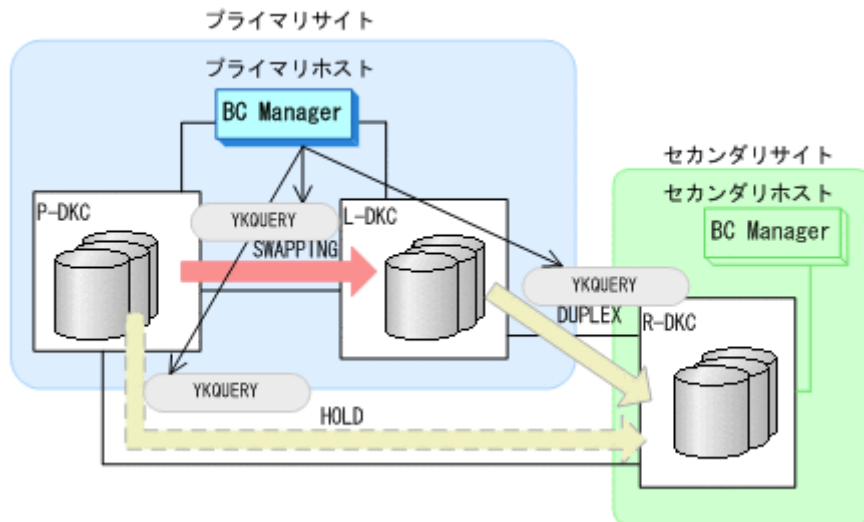 プライマリサイト
プライマリホスト
BC Manager
セカンダリサイト
セカンダリホスト
BC Manager
P-DKC
YKQUERY
L-DKC
SWAPPING
YKQUERY
DUPLEX
R-DKC
YKQUERY
HOLD